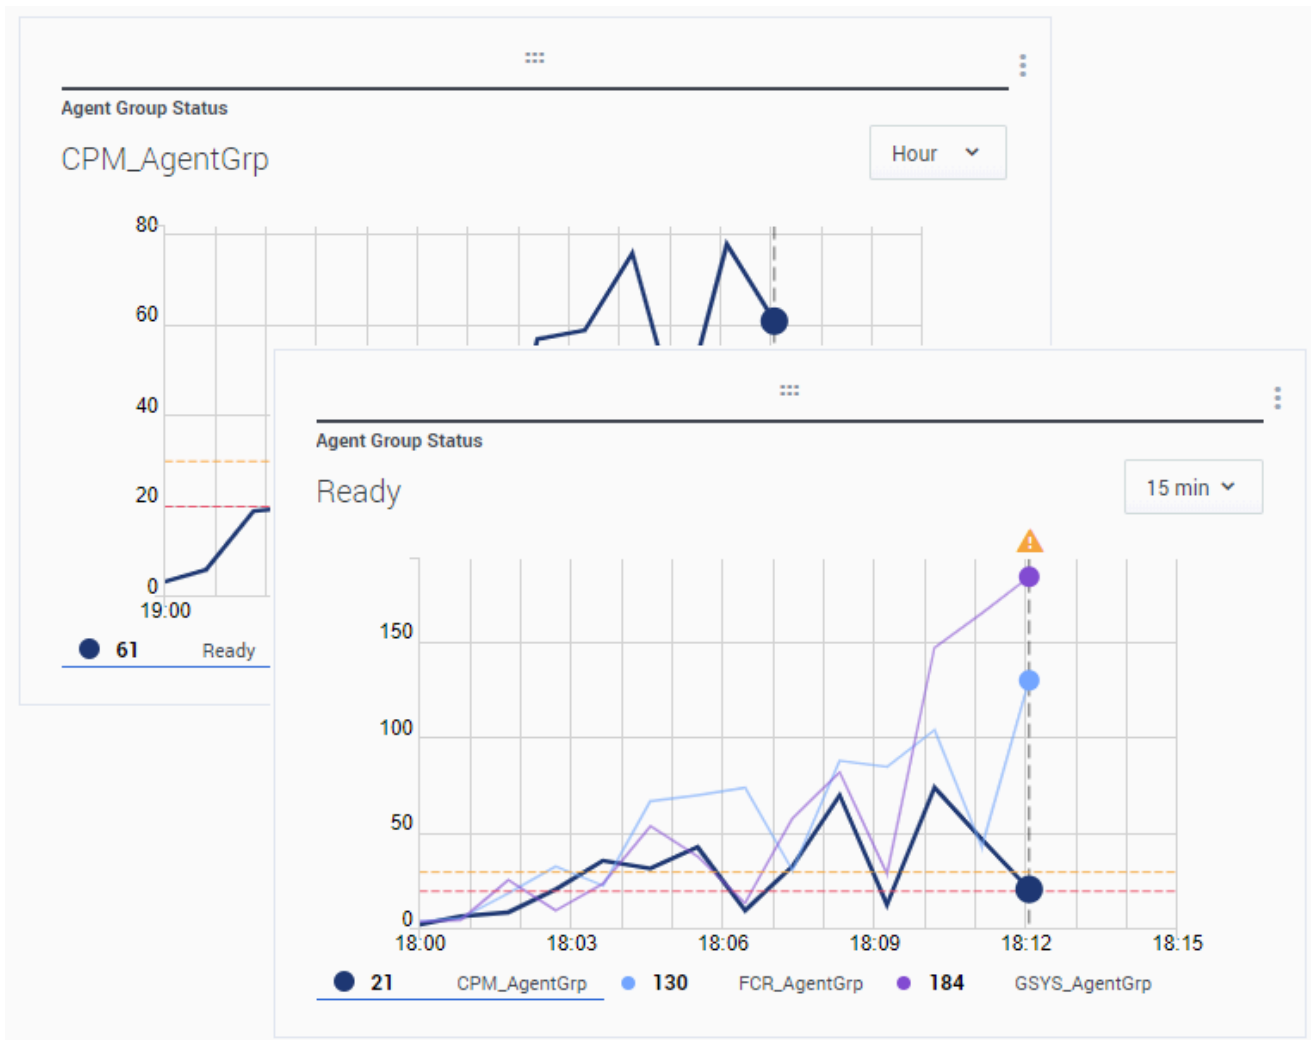 Agent Group Status
CPM_AgentGrp
Hour
80
60
40
20
0
19:00
61 Ready
Agent Group Status
Ready
15 min
150
100
50
0
18:00 18:03 18:06 18:09 18:12 18:15
21 CPM_AgentGrp 130 FCR_AgentGrp 184 GSYS_AgentGrp